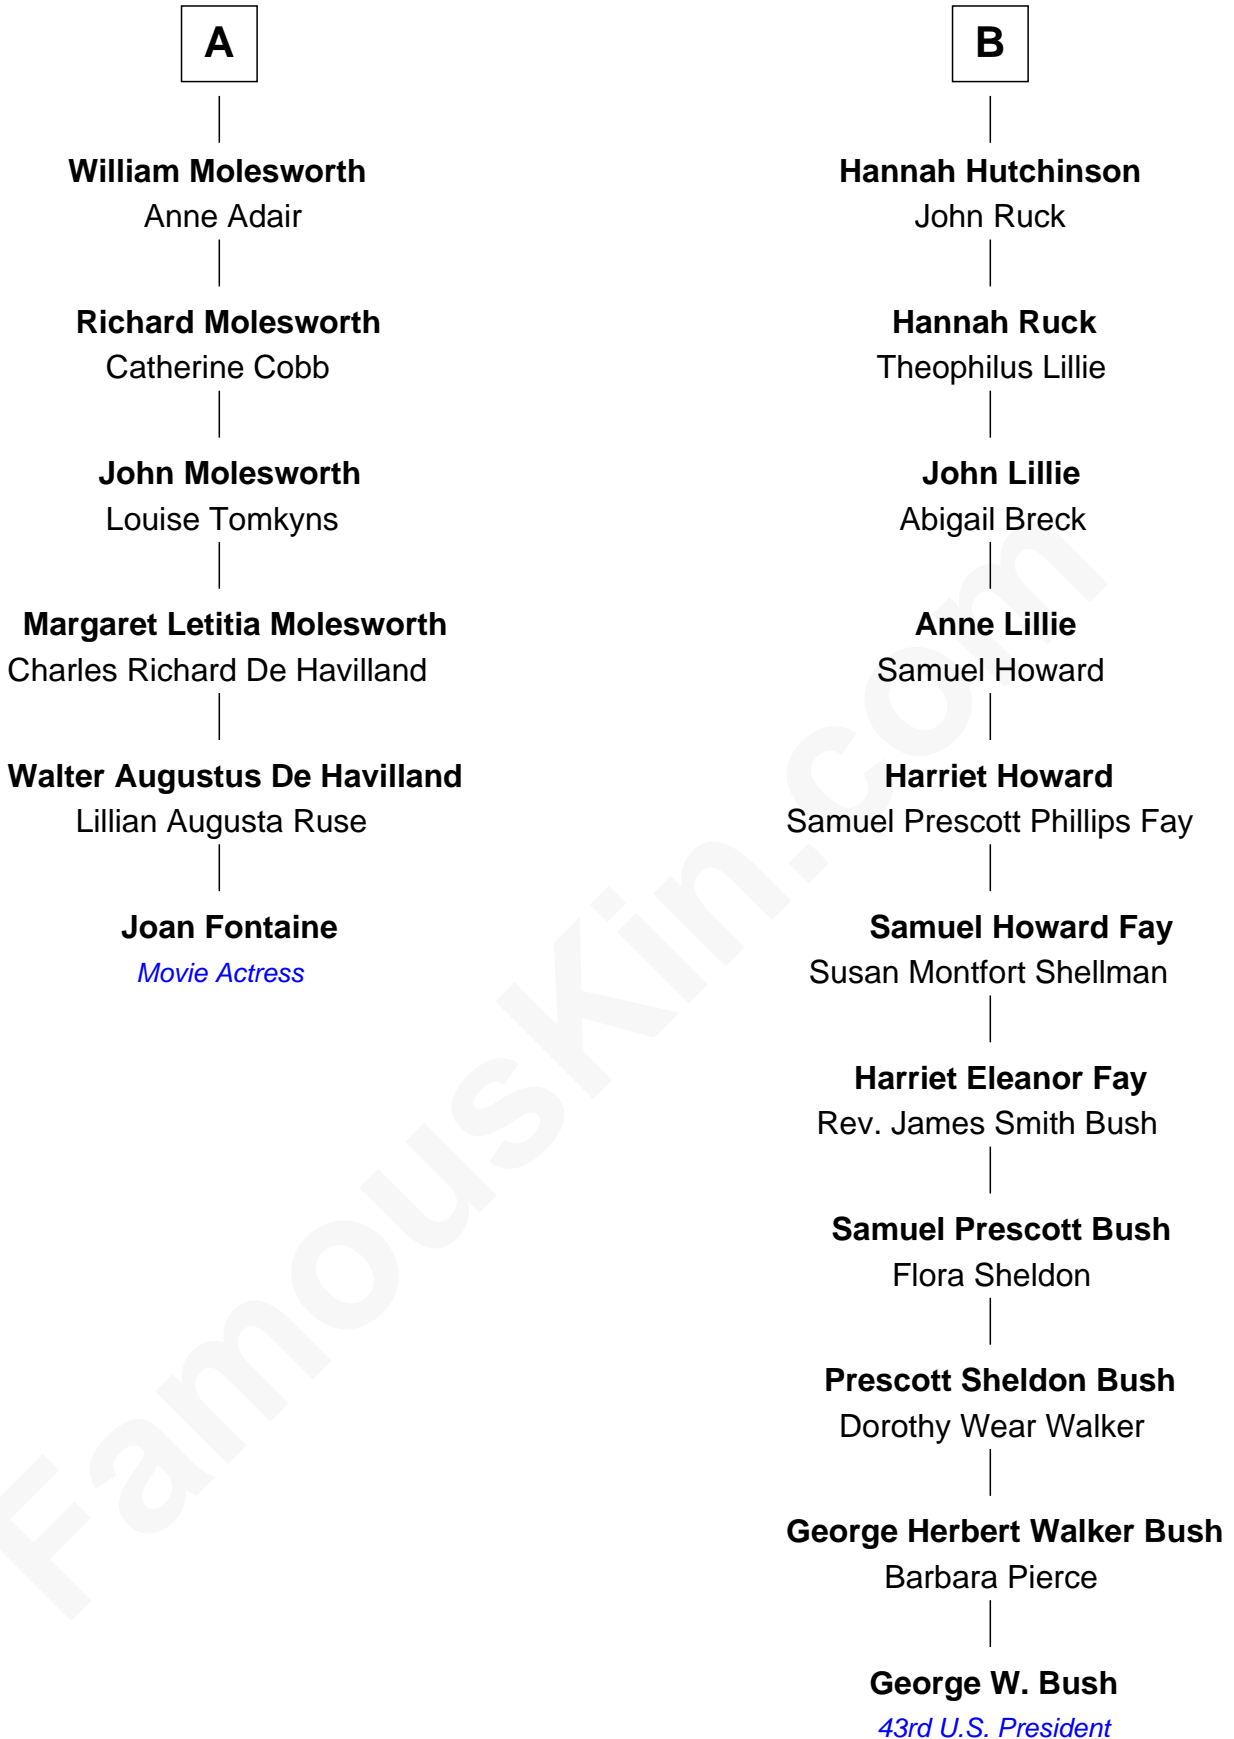 A
William Molesworth
Anne Adair
Richard Molesworth
Catherine Cobb
John Molesworth
Louise Tomkyns
Margaret Letitia Molesworth
Charles Richard De Havilland
Walter Augustus De Havilland
Lillian Augusta Ruse
Joan Fontaine
Movie Actress
B
Hannah Hutchinson
John Ruck
Hannah Ruck
Theophilus Lillie
John Lillie
Abigail Breck
Anne Lillie
Samuel Howard
Harriet Howard
Samuel Prescott Phillips Fay
Samuel Howard Fay
Susan Montfort Shellman
Harriet Eleanor Fay
Rev. James Smith Bush
Samuel Prescott Bush
Flora Sheldon
Prescott Sheldon Bush
Dorothy Wear Walker
George Herbert Walker Bush
Barbara Pierce
George W. Bush
43rd U.S. President
FamousKin.com